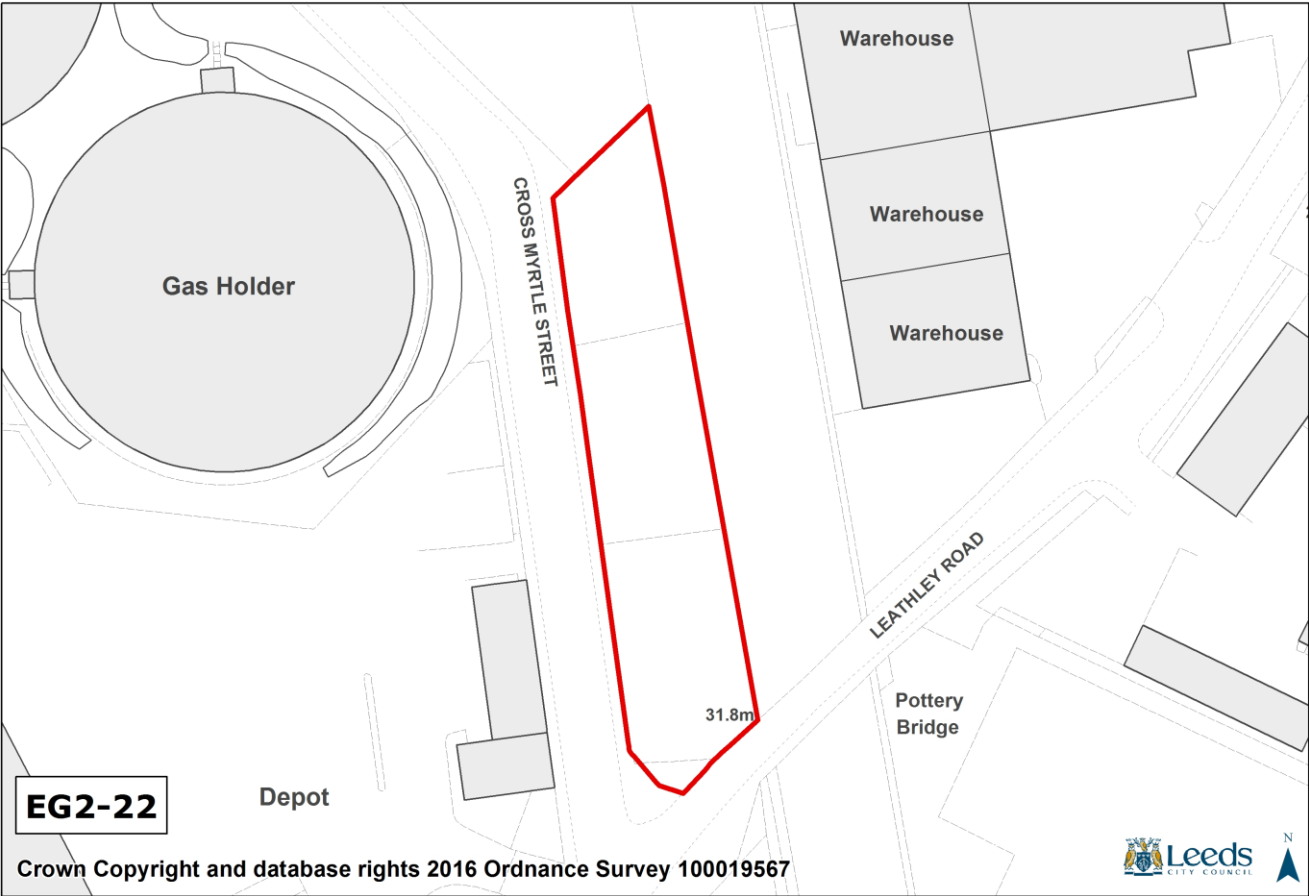 Warehouse
Warehouse
CROSS MYRTLE STREET
Gas Holder
Warehouse
LEATHLEY ROAD
31.8m
Pottery
Bridge
Depot
EG2-22
Crown Copyright and database rights 2016 Ordnance Survey 100019567
Leeds
CITY COUNCIL
N